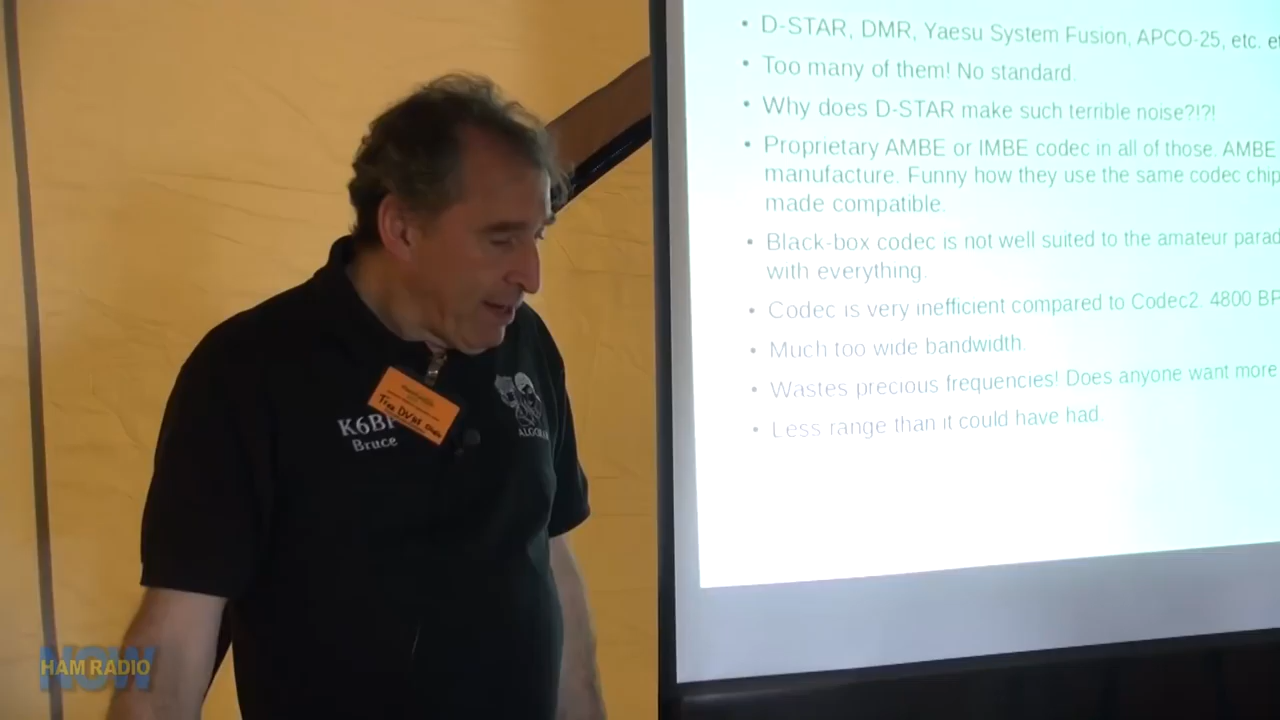 • D-STAR, DMR, Yaesu System Fusion, APCO-25, etc.
• Too many of them! No standard.
• Why does D-STAR make such terrible noise?!?!
• Proprietary AMBE or IMBE codec in all of those. AMBE
manufacture. Funny how they use the same codec chip
made compatible.
• Black-box codec is not well suited to the amateur
with everything.
• Codec is very inefficient compared to Codec2. 4800
• Much too wide bandwidth.
• Wastes precious frequencies! Does anyone want more
• Less range than it could have had.
K6B
Bruce
HAM RADIO
NOW